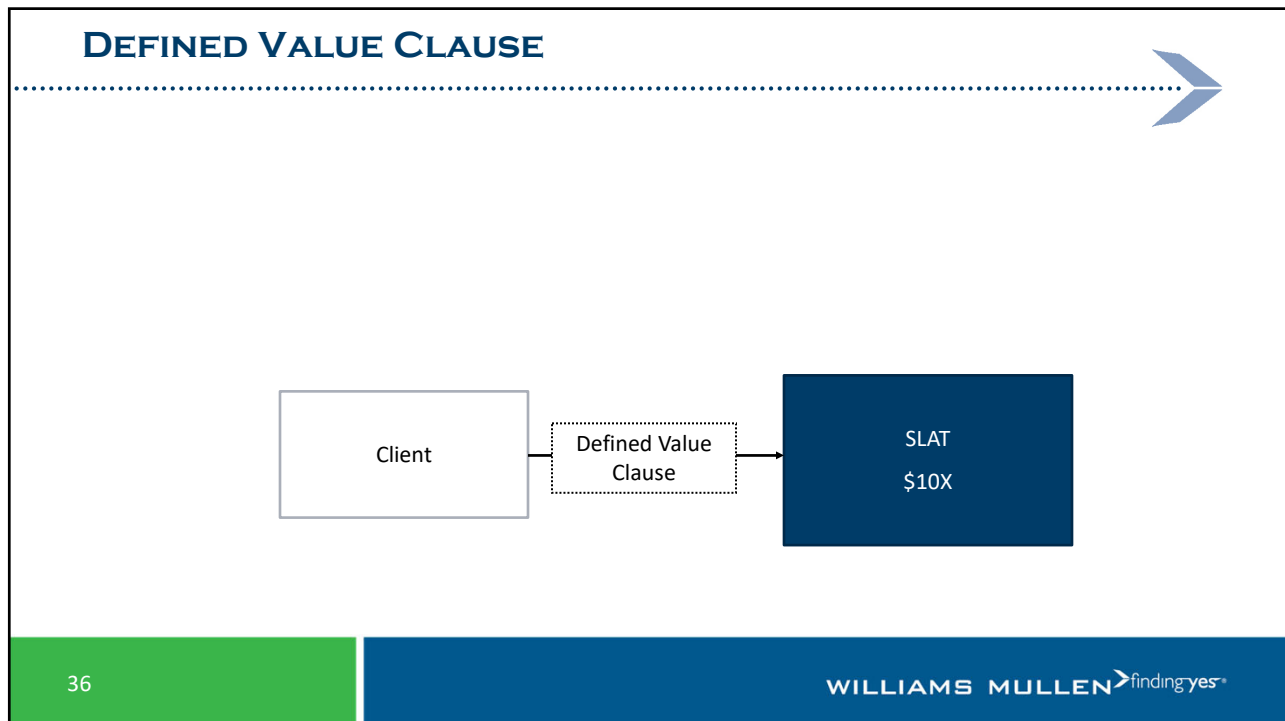 DEFINED VALUE CLAUSE
Client
Defined Value
Clause
SLAT
$10X
36
WILLIAMS MULLEN finding yes®